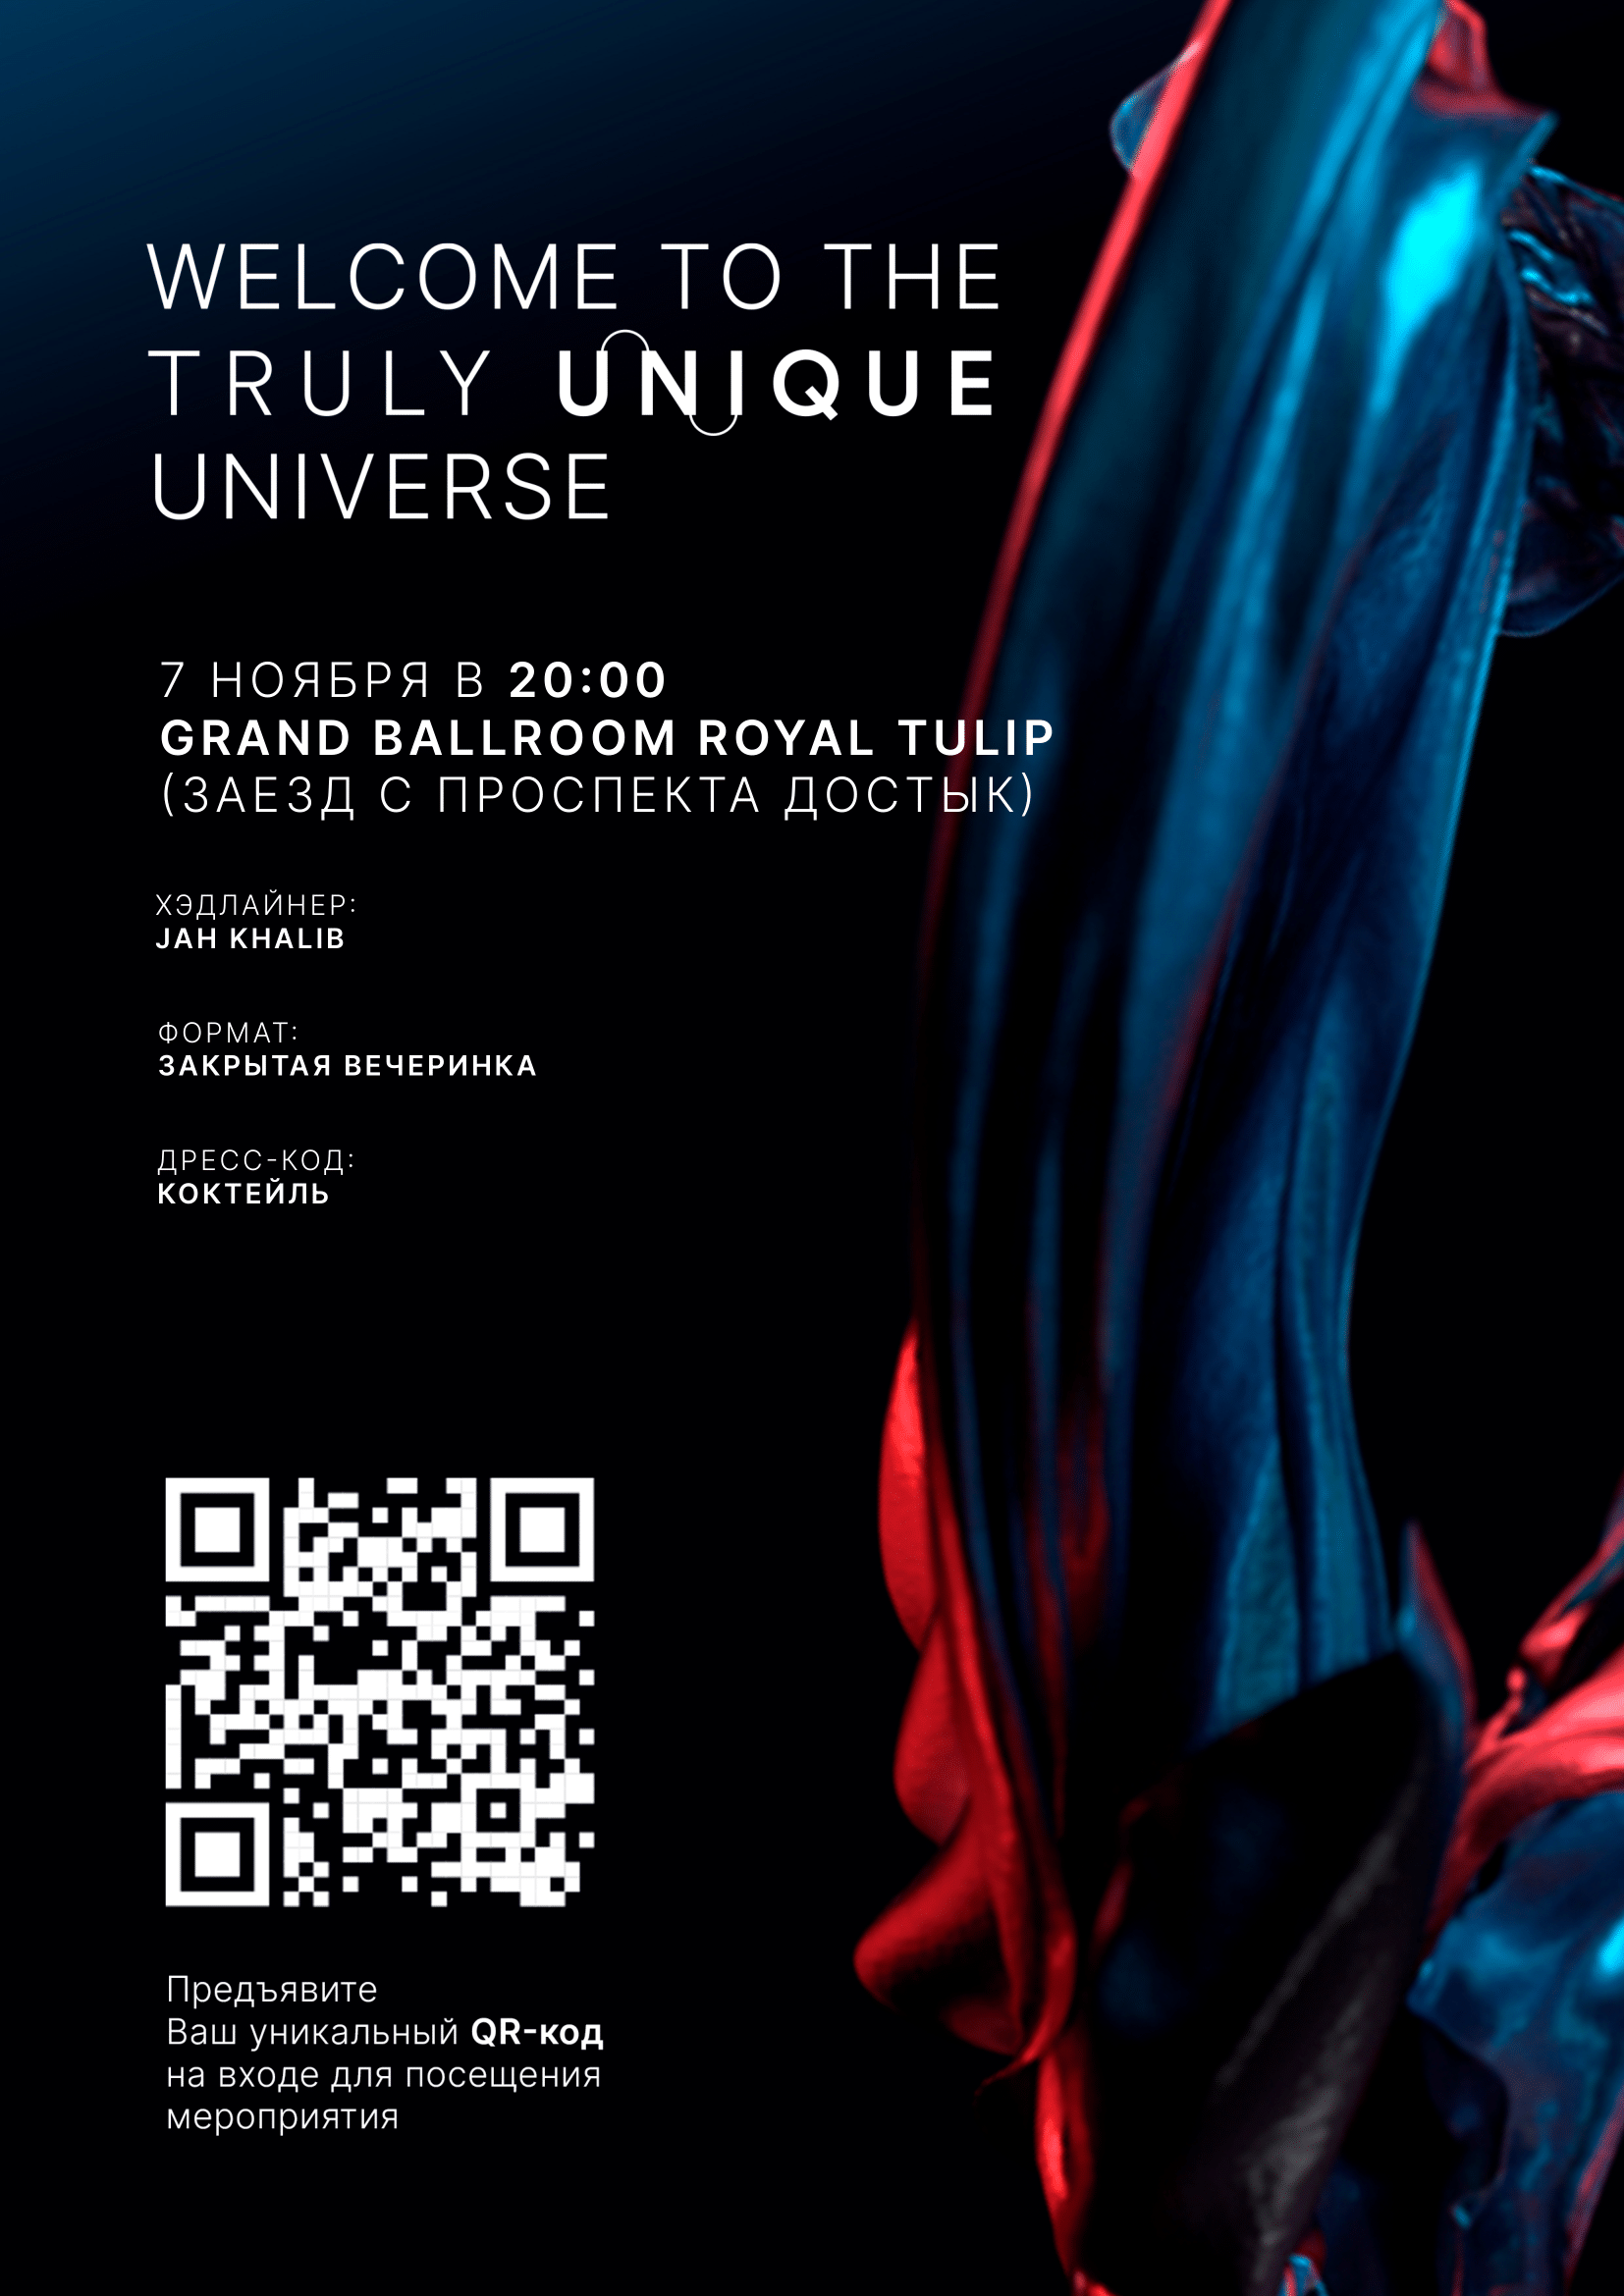 WELCOME TO THE
TRULY UNIQUE
UNIVERSE
7 НОЯБРЯ В 20:00
GRAND BALLROOM ROYAL TULIP
(ЗАЕЗД С ПРОСПЕКТА ДОСТЫК)
ХЭДЛАЙНЕР:
JAH KHALIB
ФОРМАТ:
ЗАКРЫТАЯ ВЕЧЕРИНКА
ДРЕСС-КОД:
КОКТЕЙЛЬ
Предъявите
Ваш уникальный QR-код
на входе для посещения
мероприятия